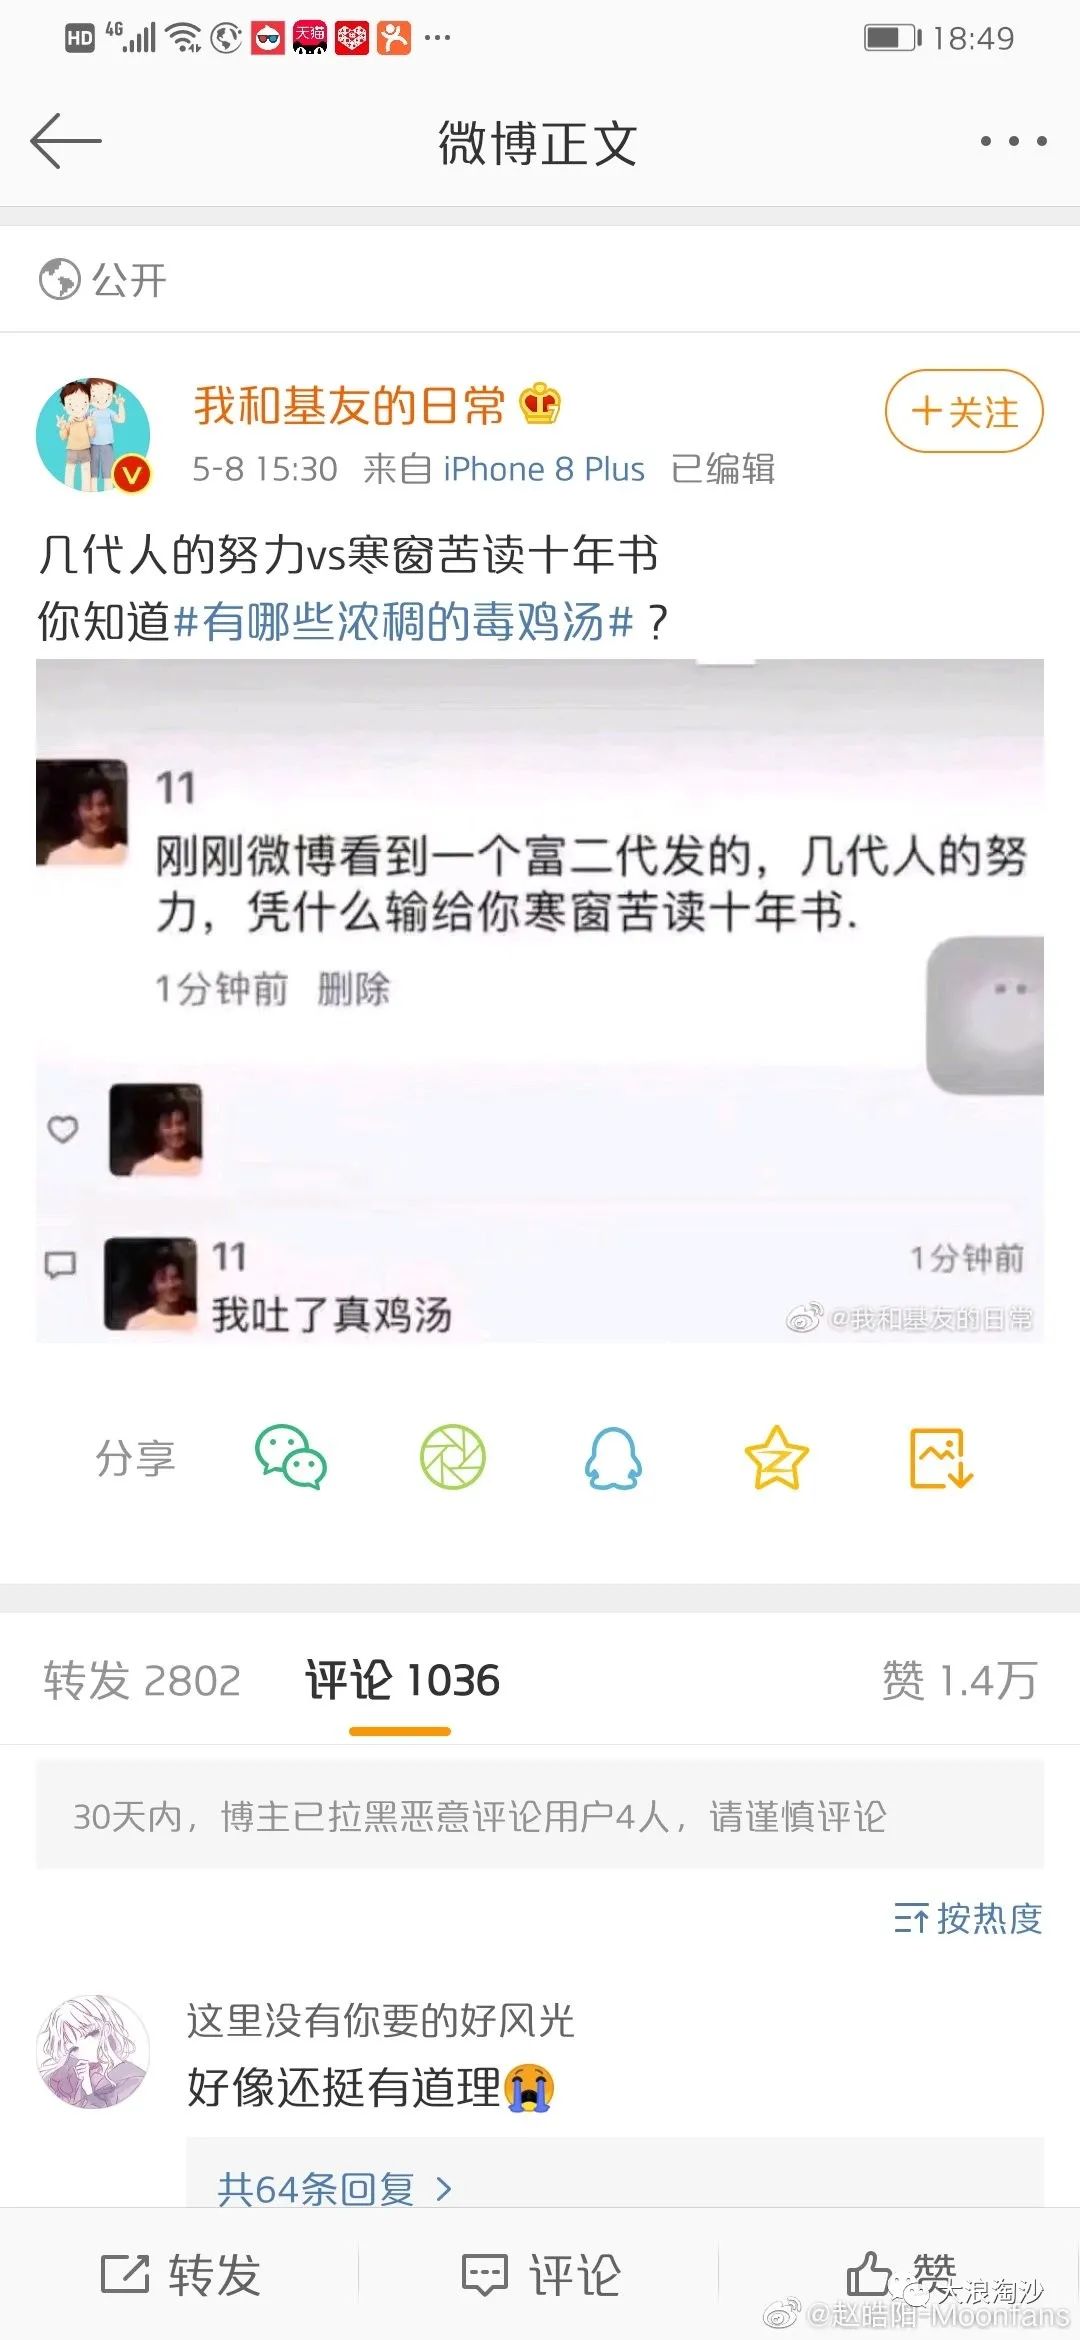 HD 4G 天猫 18:49
微博正文
公开
我和基友的日常
+关注
5-8 15:30 来自 iPhone 8 Plus 已编辑
几代人的努力vs寒窗苦读十年书
你知道#有哪些浓稠的毒鸡汤#？
11
刚刚微博看到一个富二代发的，几代人的努
力，凭什么输给你寒窗苦读十年书.
1分钟前 删除
11 1分钟前
我吐了真鸡汤
@我和基友的日常
分享
转发 2802 评论 1036 赞 1.4万
30天内，博主已拉黑恶意评论用户4人，请谨慎评论
按热度
这里没有你要的好风光
好像还挺有道理😭
共64条回复 >
转发 评论 赞
大浪淘沙
@赵皓阳-Moonfans